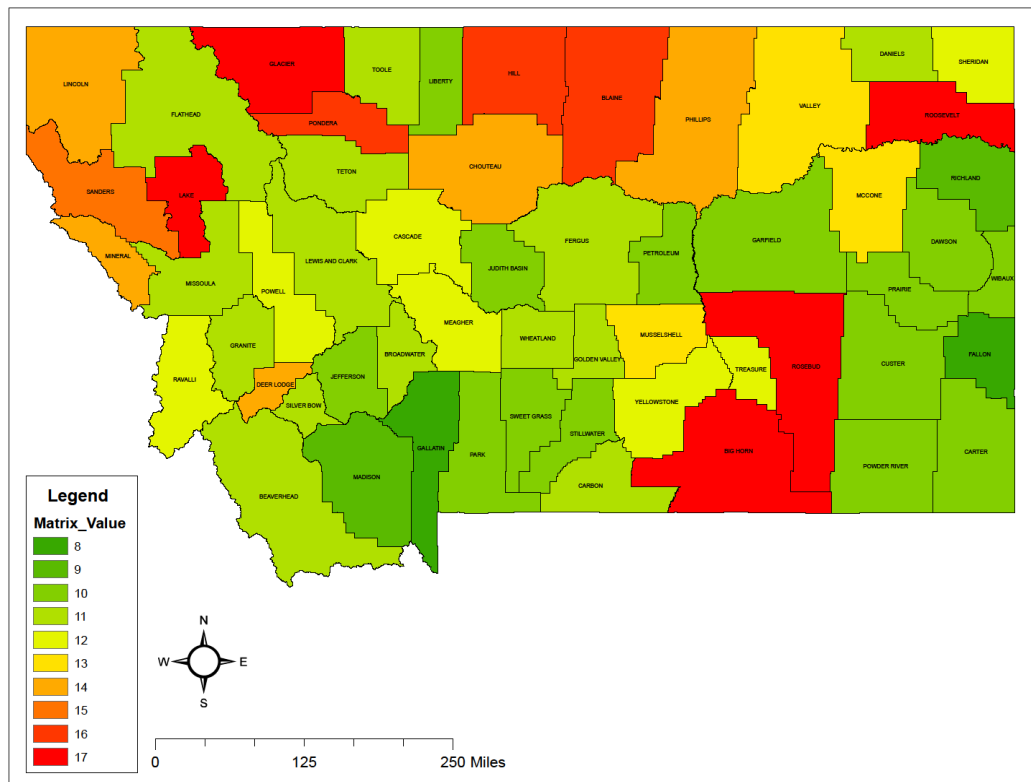 GLACIER
TOOLE
LIBERTY
HILL
BLAINE
PHILLIPS
VALLEY
DANIELS
SHERIDAN
LINCOLN
FLATHEAD
PONDERA
ROOSEVELT
SANDERS
LAKE
TETON
CHOUTEAU
MCCONE
RICHLAND
MINERAL
MISSOULA
POWELL
LEWIS AND CLARK
CASCADE
JUDITH BASIN
FERGUS
PETROLEUM
GARFIELD
DAWSON
PRAIRIE
WIBAUX
GRANITE
RAVALLI
DEER LODGE
SILVER BOW
JEFFERSON
BROADWATER
MEAGHER
WHEATLAND
GOLDEN VALLEY
MUSSELSHELL
TREASURE
ROSEBUD
CUSTER
FALLON
YELLOWSTONE
SWEET GRASS
STILLWATER
BEAVERHEAD
MADISON
GALLATIN
PARK
CARBON
BIG HORN
POWDER RIVER
CARTER
Legend
Matrix_Value
8
9
10
11
12
13
14
15
16
17
N
W E
S
0 125 250 Miles